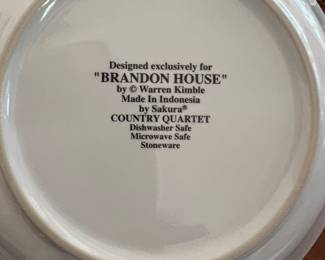 Designed exclusively for
"BRANDON HOUSE"
by © Warren Kimble
Made In Indonesia
by Sakura®
COUNTRY QUARTET
Dishwasher Safe
Microwave Safe
Stoneware